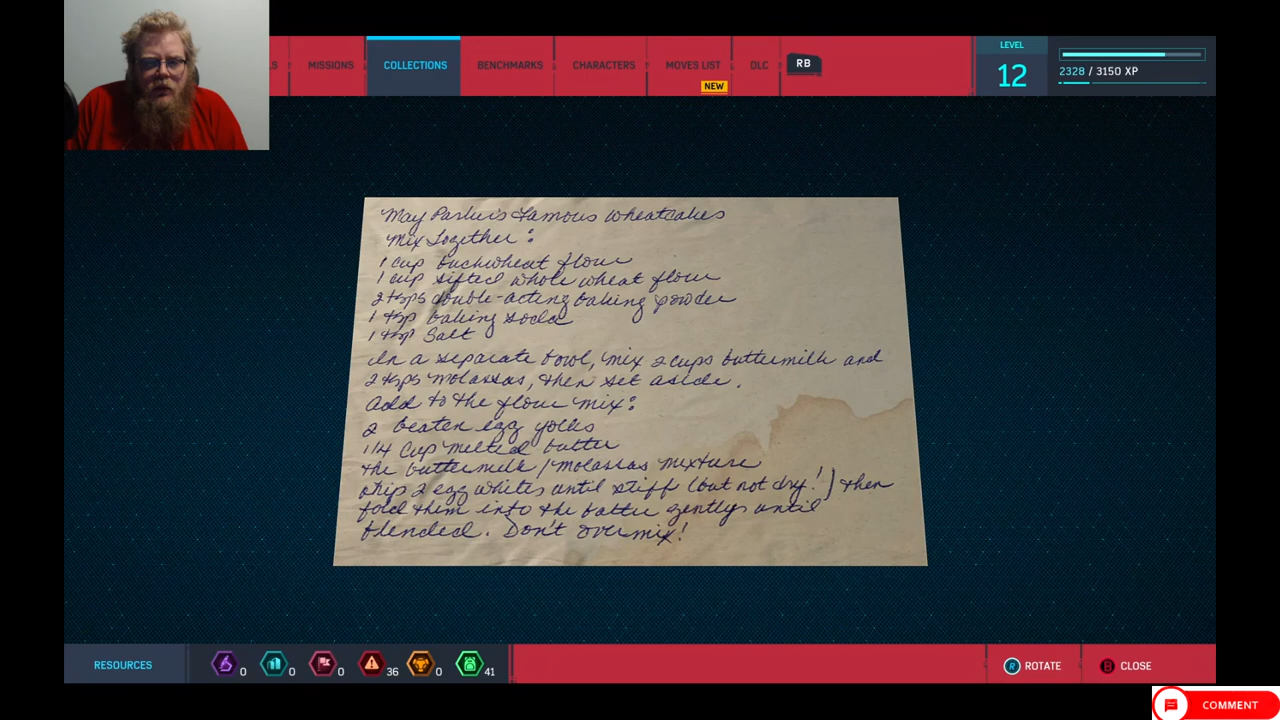 LS
MISSIONS
COLLECTIONS
BENCHMARKS
CHARACTERS
MOVES LIST
NEW
DLC
RB
LEVEL
12
2328 / 3150 XP
May Parker's Famous Wheatcakes
Mix Together:
1 cup buckwheat flour
1 cup sifted whole wheat flour
2 tsps double-acting baking powder
1 tsp baking soda
1 tsp Salt
In a separate bowl, mix 2 cups buttermilk and
2 tsps molassas, then set aside.
Add to the flour mix:
2 beaten egg yolks
1/4 cup melted butter
the buttermilk/molassas mixture
Whip 2 egg whites until stiff (but not dry!) then
fold them into the batter gently until
blended. Don't overmix!
RESOURCES
0
0
0
36
0
41
R ROTATE
B CLOSE
COMMENT